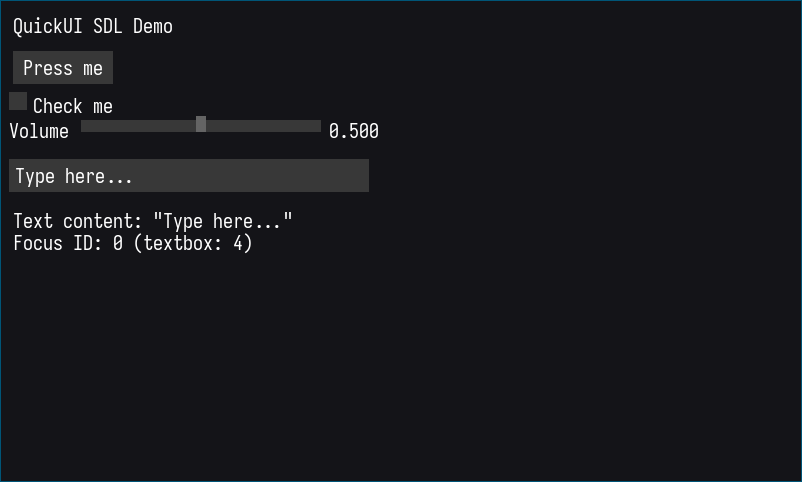 QuickUI SDL Demo
Press me
Check me
Volume 0.500
Type here...
Text content: "Type here..."
Focus ID: 0 (textbox: 4)